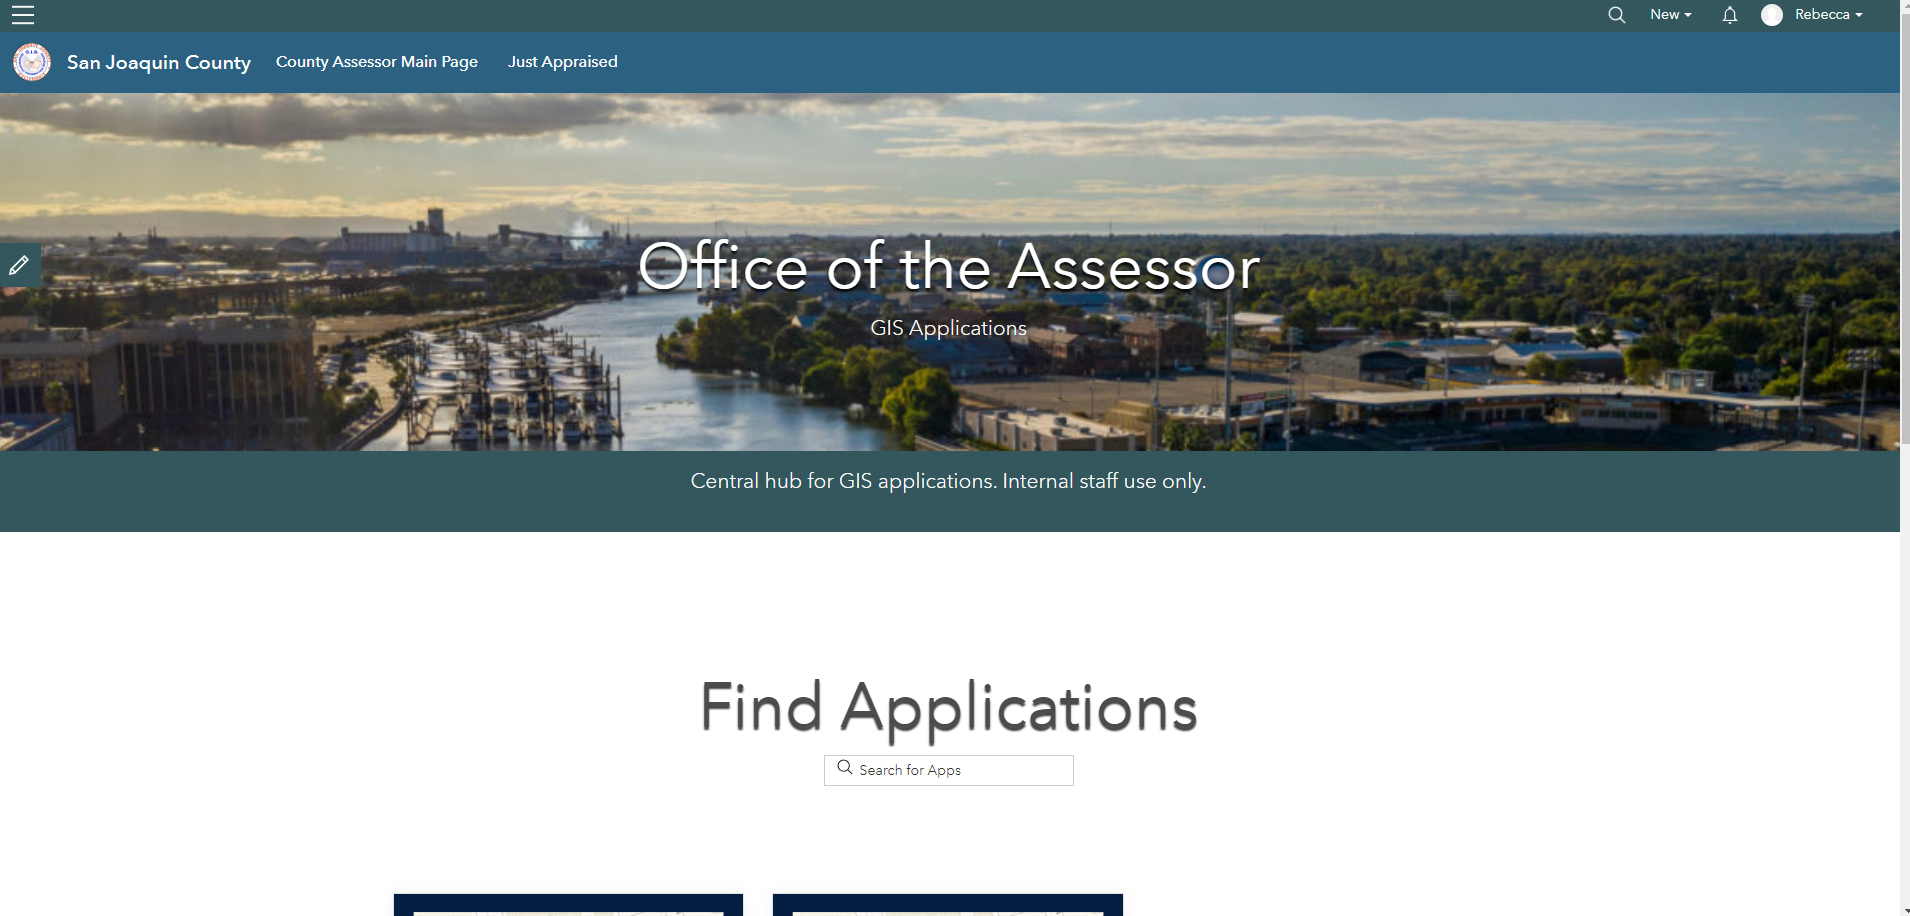 New
Rebecca
San Joaquin County
County Assessor Main Page
Just Appraised
Office of the Assessor
GIS Applications
Central hub for GIS applications. Internal staff use only.
Find Applications
Search for Apps